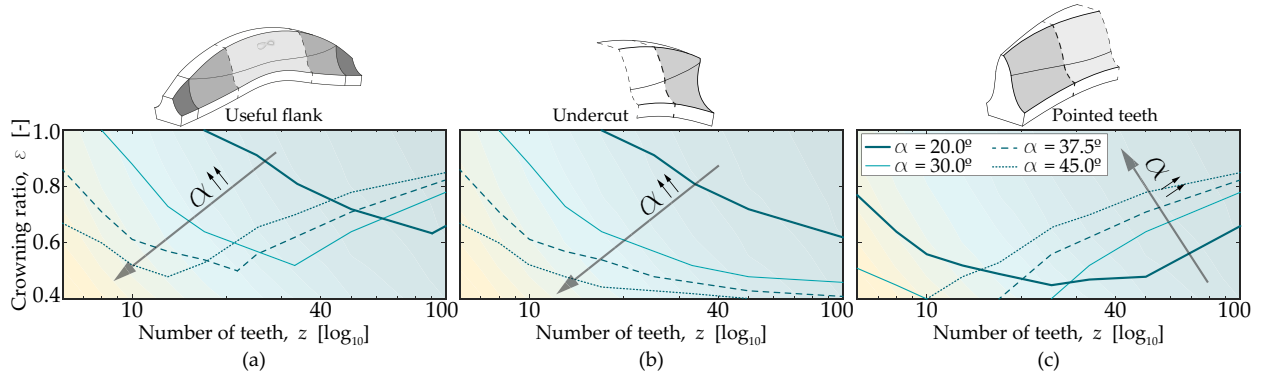 Useful flank
Undercut
Pointed teeth
Crowning ratio, ε [-]
1.0
0.8
0.6
0.4
α
α
α
α = 20.0º
α = 37.5º
α = 30.0º
α = 45.0º
10
40
100
10
40
100
10
40
100
Number of teeth, z [log₁₀]
Number of teeth, z [log₁₀]
Number of teeth, z [log₁₀]
(a)
(b)
(c)